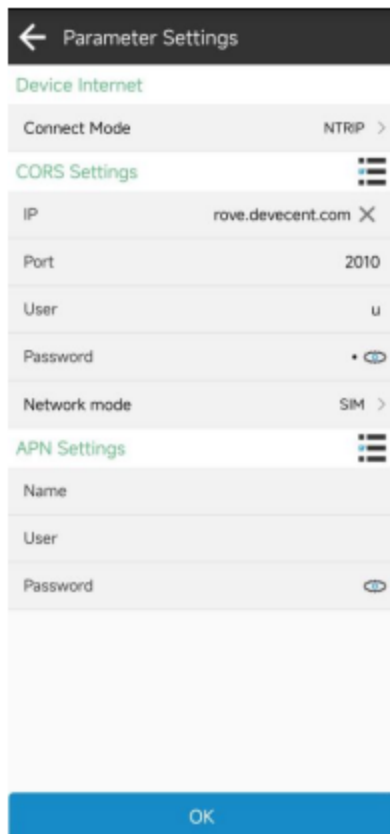 Parameter Settings
Device Internet
Connect Mode NTRIP >
CORS Settings
IP rove.devecent.com
Port 2010
User u
Password •
Network mode SIM >
APN Settings
Name
User
Password
OK